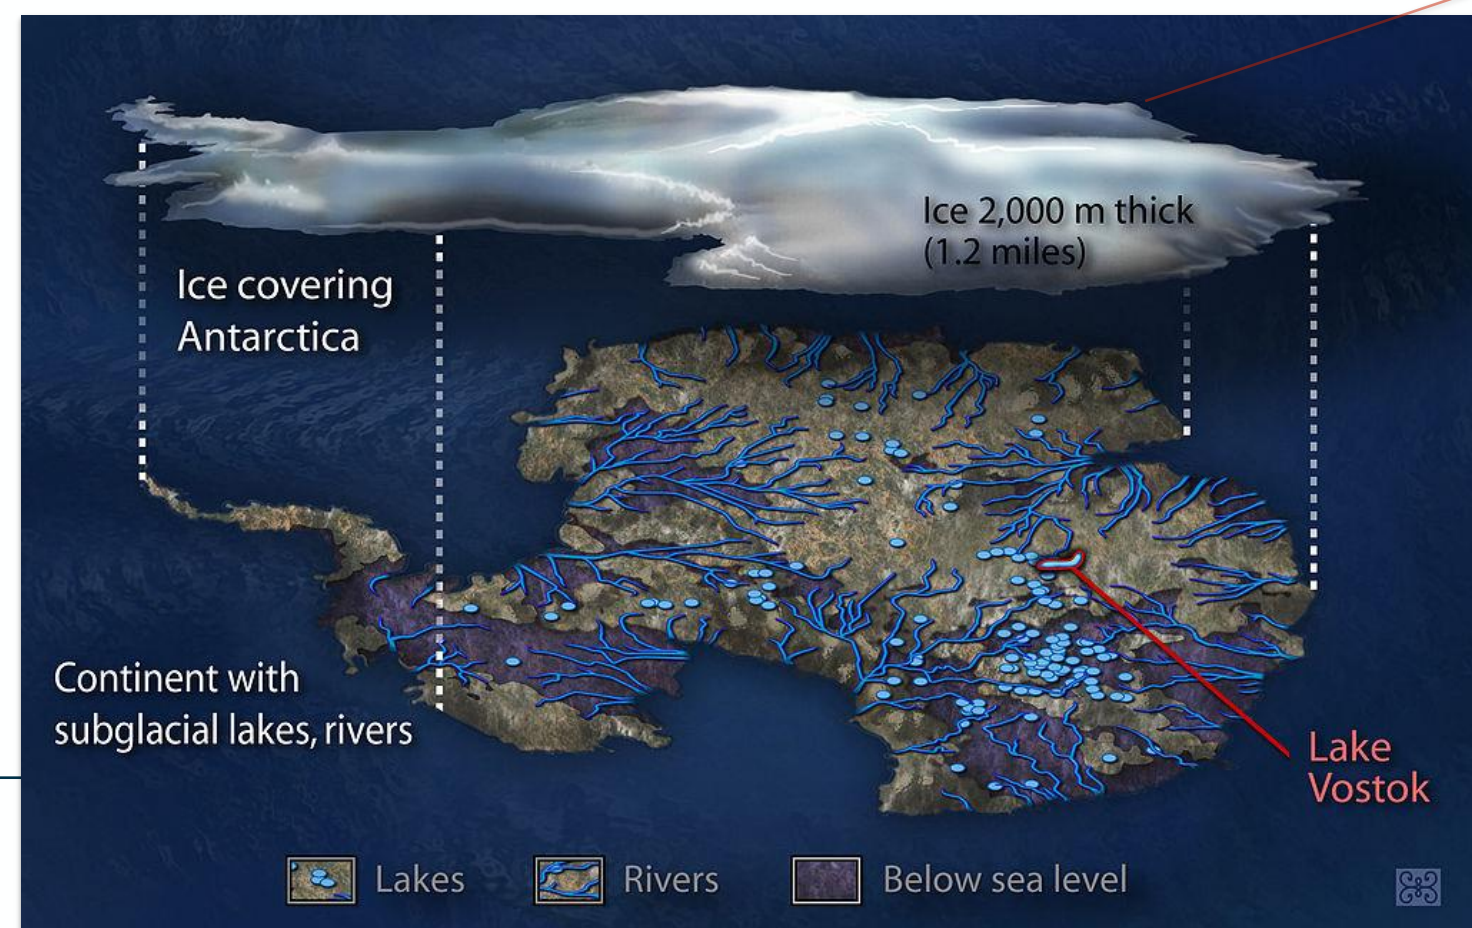 Ice 2,000 m thick
(1.2 miles)
Ice covering
Antarctica
Continent with
subglacial lakes, rivers
Lake
Vostok
Lakes
Rivers
Below sea level